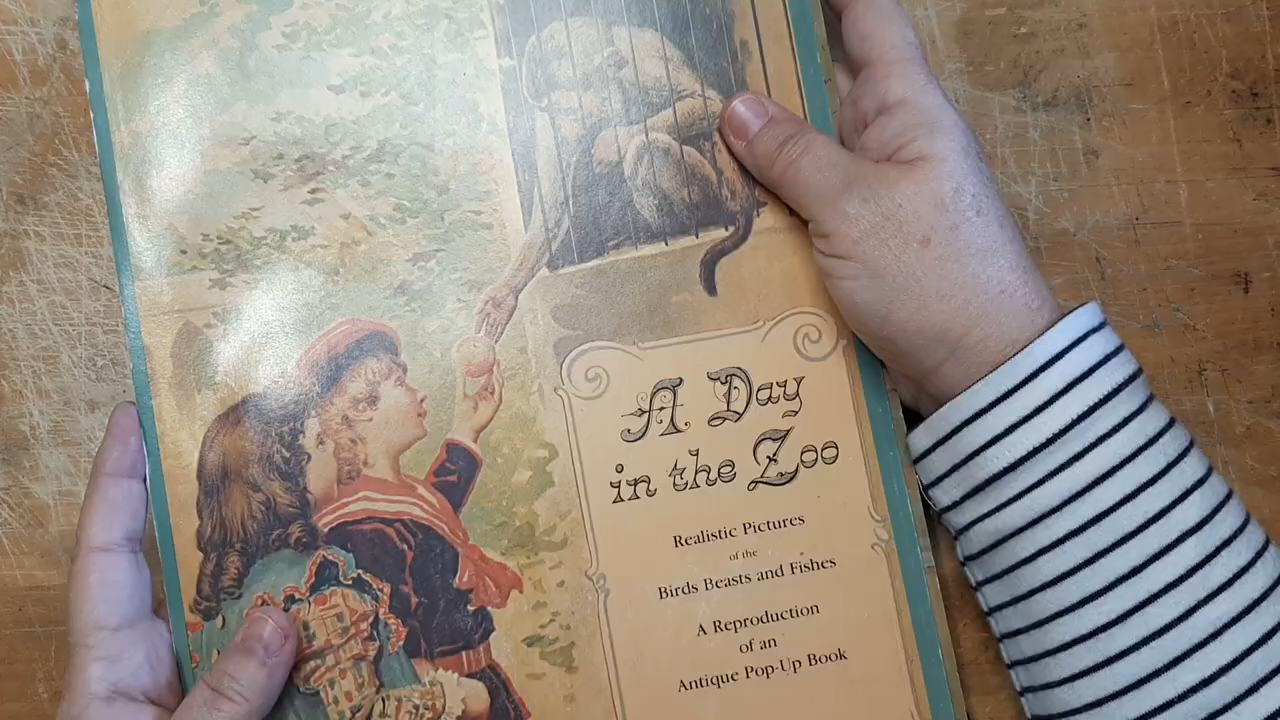 A Day
in the Zoo
Realistic Pictures
of the
Birds Beasts and Fishes
A Reproduction
of an
Antique Pop-Up Book